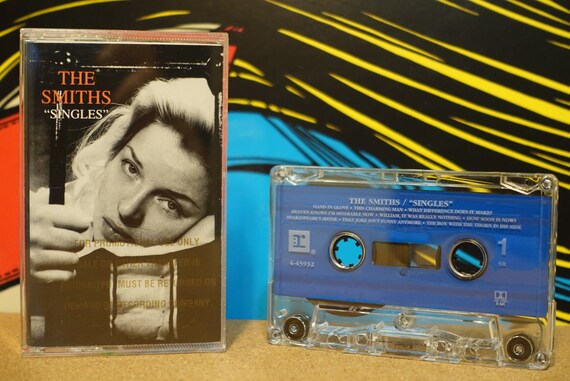 THE
SMITHS
“SINGLES”
FOR PROMOTIONAL USE ONLY
MUST BE RETURNED ON
RECORDING COMPANY
THE SMITHS / "SINGLES"
HAND IN GLOVE • THIS CHARMING MAN • WHAT DIFFERENCE DOES IT MAKE?
HEAVEN KNOWS I'M MISERABLE NOW • WILLIAM, IT WAS REALLY NOTHING • HOW SOON IS NOW?
SHAKESPEARE'S SISTER • THAT JOKE ISN'T FUNNY ANYMORE • THE BOY WITH THE THORN IN HIS SIDE
4-45932
1